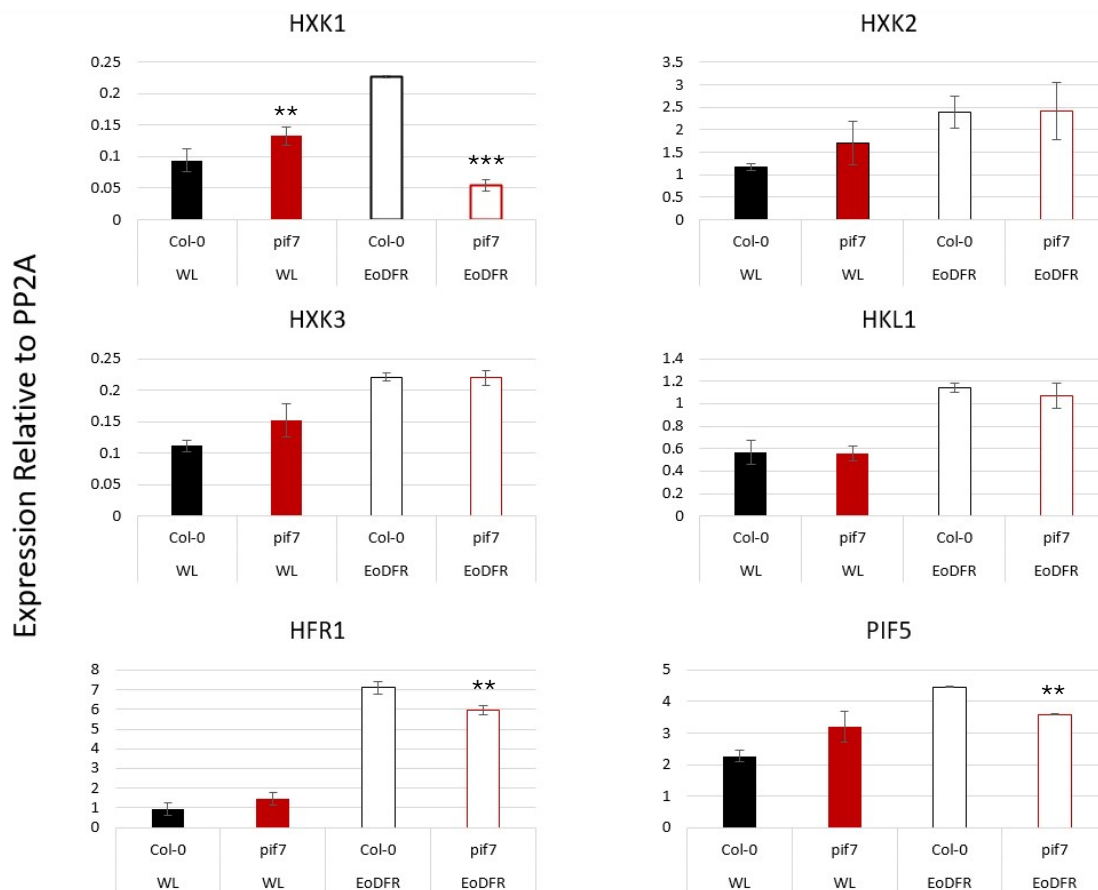 Expression Relative to PP2A
HXK1
0.25
0.2
0.15
0.1
0.05
0
**
***
Col-0 pif7 Col-0 pif7
WL WL EoDFR EoDFR
HXK2
3.5
3
2.5
2
1.5
1
0.5
0
Col-0 pif7 Col-0 pif7
WL WL EoDFR EoDFR
HXK3
0.25
0.2
0.15
0.1
0.05
0
Col-0 pif7 Col-0 pif7
WL WL EoDFR EoDFR
HKL1
1.4
1.2
1
0.8
0.6
0.4
0.2
0
Col-0 pif7 Col-0 pif7
WL WL EoDFR EoDFR
HFR1
8
7
6
5
4
3
2
1
0
**
Col-0 pif7 Col-0 pif7
WL WL EoDFR EoDFR
PIF5
5
4
3
2
1
0
**
Col-0 pif7 Col-0 pif7
WL WL EoDFR EoDFR